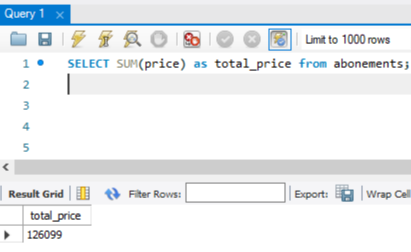 Query 1
Limit to 1000 rows
1 SELECT SUM(price) as total_price from abonements;
2
3
4
5
Result Grid Filter Rows: Export: Wrap Cell
total_price
126099